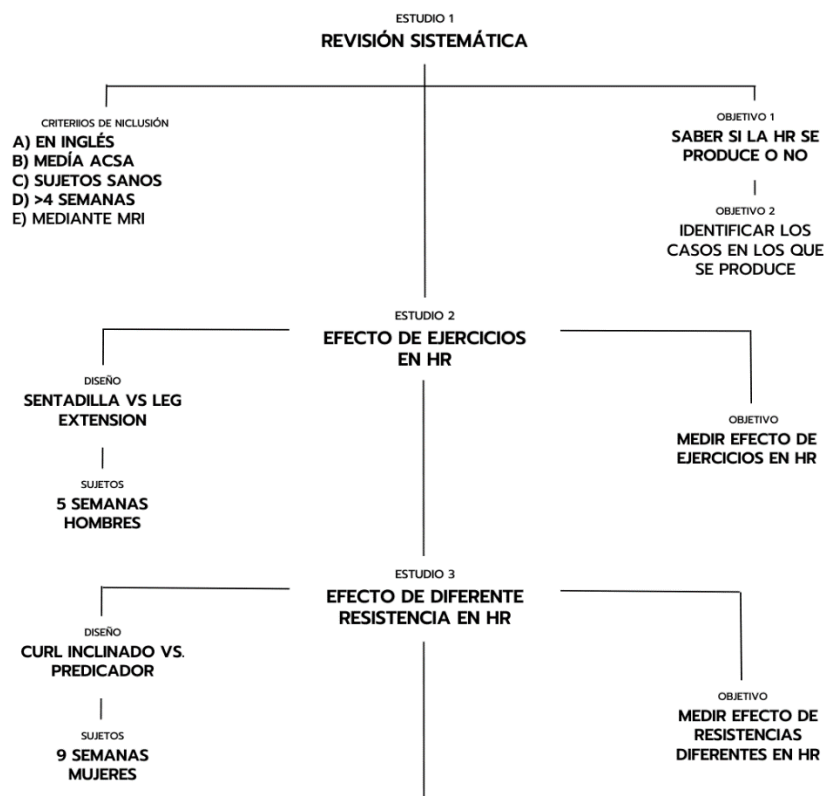 ESTUDIO 1
REVISIÓN SISTEMÁTICA
CRITERIIOS DE NICLUSIÓN
A) EN INGLÉS
B) MEDÍA ACSA
C) SUJETOS SANOS
D) >4 SEMANAS
E) MEDIANTE MRI
OBJETIVO 1
SABER SI LA HR SE
PRODUCE O NO
OBJETIVO 2
IDENTIFICAR LOS
CASOS EN LOS QUE
SE PRODUCE
ESTUDIO 2
EFECTO DE EJERCICIOS
EN HR
DISEÑO
SENTADILLA VS LEG
EXTENSION
SUJETOS
5 SEMANAS
HOMBRES
OBJETIVO
MEDIR EFECTO DE
EJERCICIOS EN HR
ESTUDIO 3
EFECTO DE DIFERENTE
RESISTENCIA EN HR
DISEÑO
CURL INCLINADO VS.
PREDICADOR
SUJETOS
9 SEMANAS
MUJERES
OBJETIVO
MEDIR EFECTO DE
RESISTENCIAS
DIFERENTES EN HR